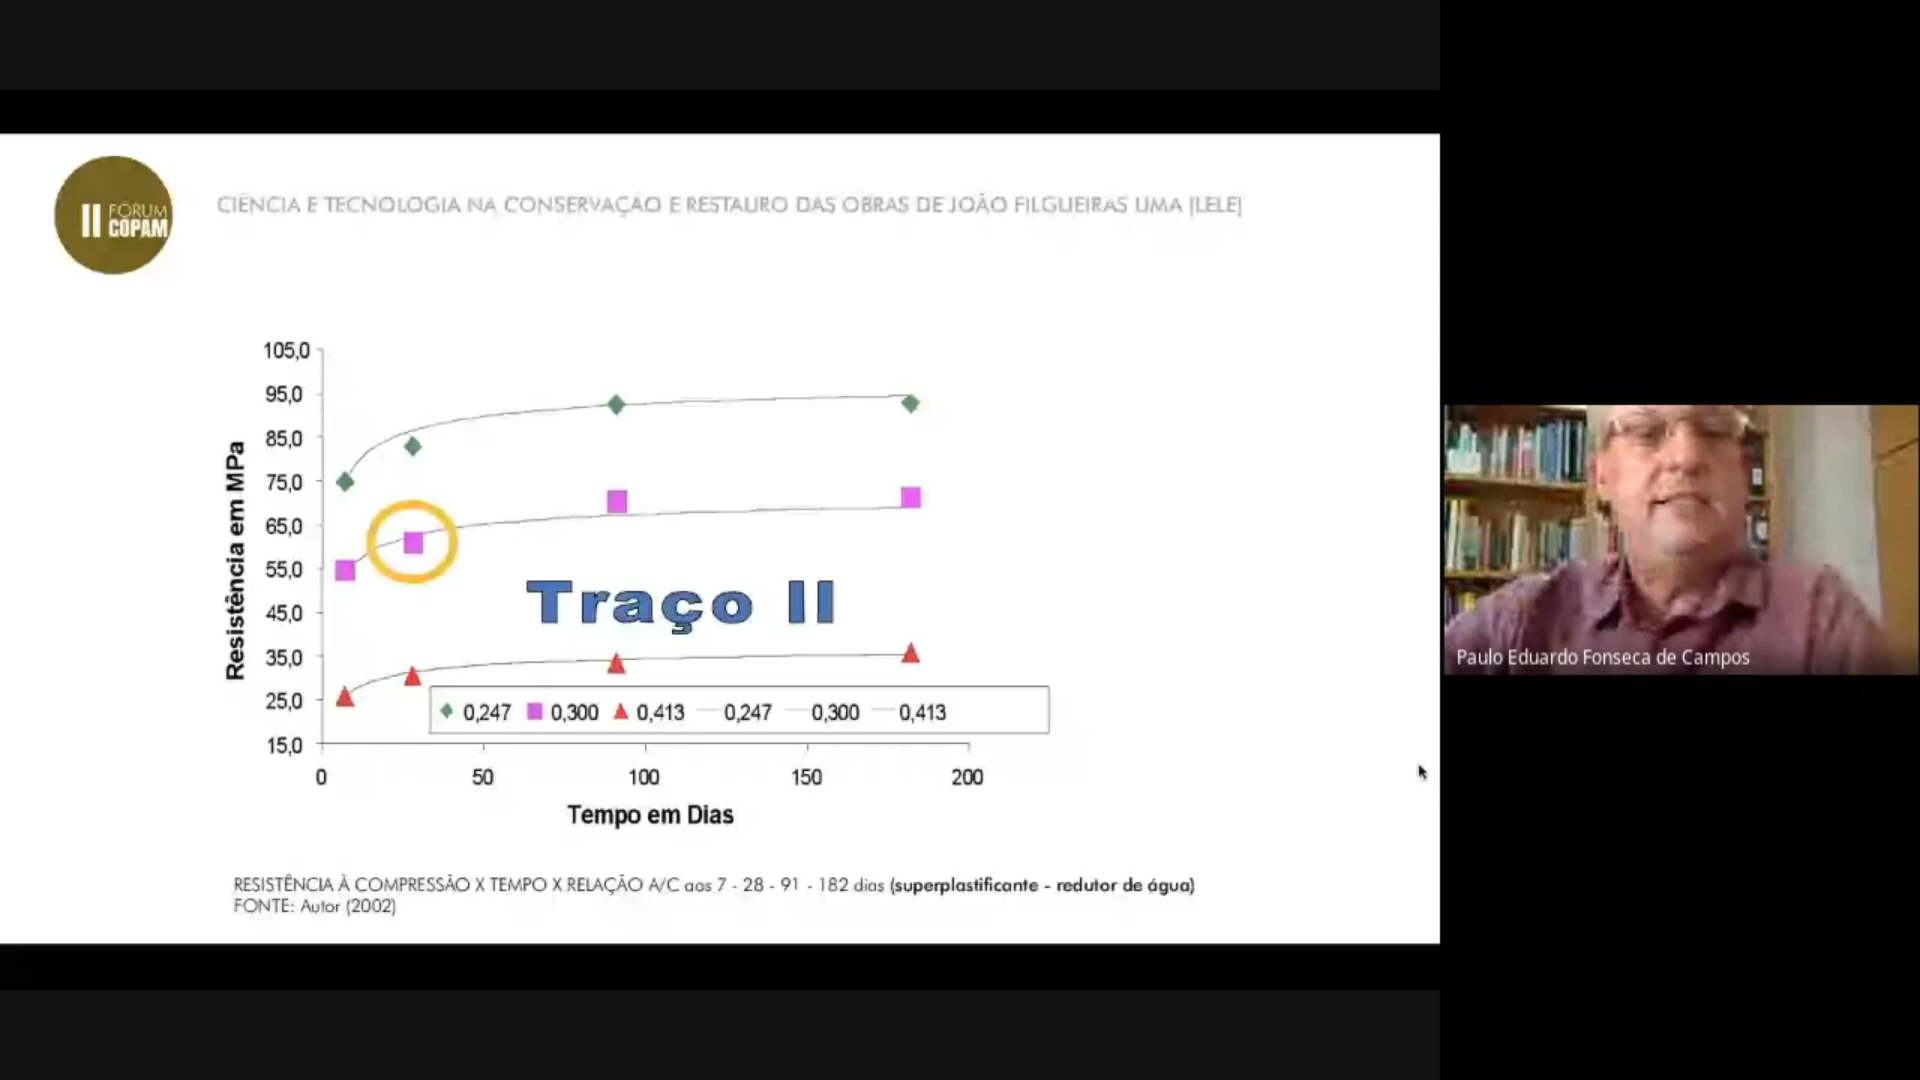 II FÓRUM
COPAM
CIÊNCIA E TECNOLOGIA NA CONSERVAÇÃO E RESTAURO DAS OBRAS DE JOÃO FILGUEIRAS LIMA (LELÉ)
105,0
95,0
85,0
75,0
65,0
55,0
45,0
35,0
25,0
15,0
Resistência em MPa
Traço II
0,247 0,300 0,413 0,247 0,300 0,413
0 50 100 150 200
Tempo em Dias
RESISTÊNCIA À COMPRESSÃO X TEMPO X RELAÇÃO A/C aos 7 - 28 - 91 - 182 dias (superplastificante - redutor de água)
FONTE: Autor (2002)
Paulo Eduardo Fonseca de Campos